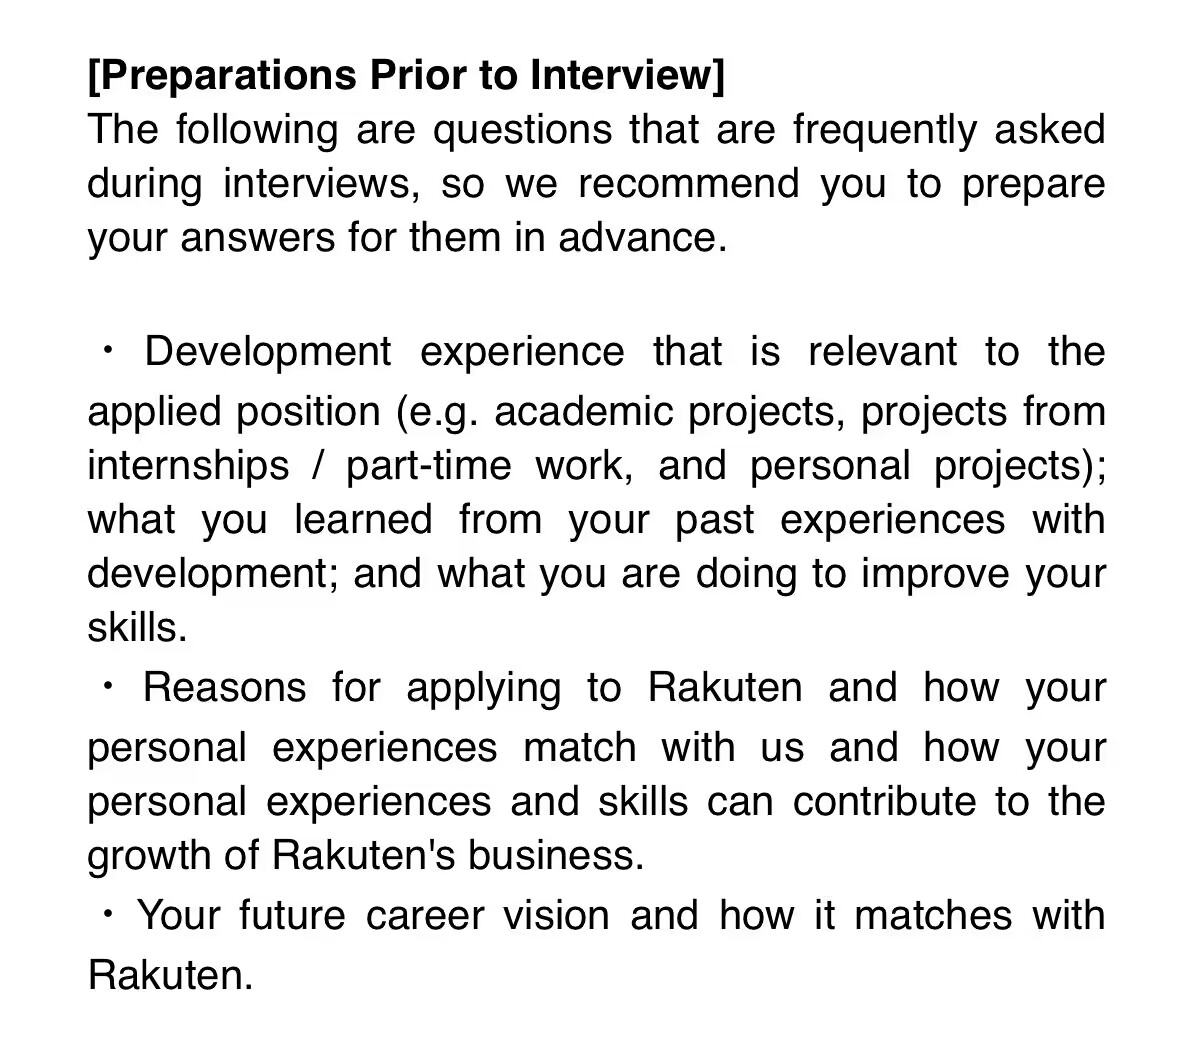 [Preparations Prior to Interview]
The following are questions that are frequently asked
during interviews, so we recommend you to prepare
your answers for them in advance.
・ Development experience that is relevant to the
applied position (e.g. academic projects, projects from
internships / part-time work, and personal projects);
what you learned from your past experiences with
development; and what you are doing to improve your
skills.
・ Reasons for applying to Rakuten and how your
personal experiences match with us and how your
personal experiences and skills can contribute to the
growth of Rakuten's business.
・ Your future career vision and how it matches with
Rakuten.